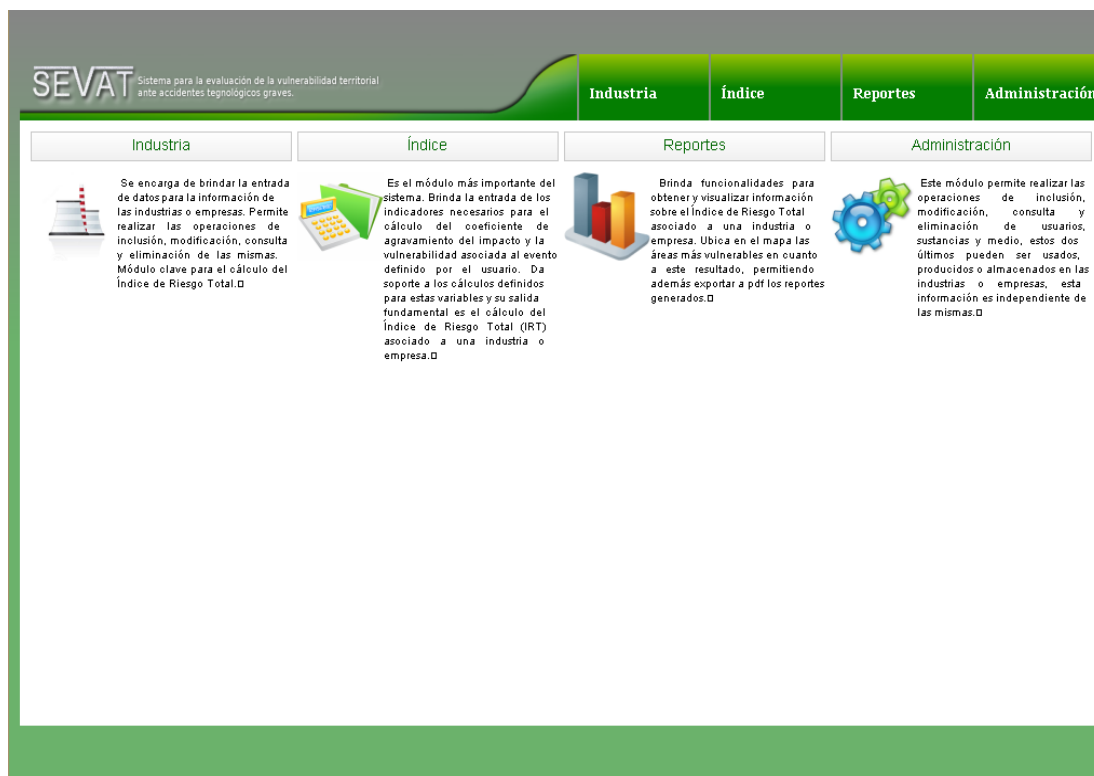 SEVAT
Sistema para la evaluación de la vulnerabilidad territorial
ante accidentes tegnológicos graves.
Industria
Índice
Reportes
Administración
Industria
Se encarga de brindar la entrada
de datos para la información de
las industrias o empresas. Permite
realizar las operaciones de
inclusión, modificación, consulta
y eliminación de las mismas.
Módulo clave para el cálculo del
Índice de Riesgo Total.
Índice
Es el módulo más importante del
sistema. Brinda la entrada de los
indicadores necesarios para el
cálculo del coeficiente de
agravamiento del impacto y la
vulnerabilidad asociada al evento
definido por el usuario. Da
soporte a los cálculos definidos
para estas variables y su salida
fundamental es el cálculo del
Índice de Riesgo Total (IRT)
asociado a una industria o
empresa.
Reportes
Brinda funcionalidades para
obtener y visualizar información
sobre el Índice de Riesgo Total
asociado a una industria o
empresa. Ubica en el mapa las
áreas más vulnerables en cuanto
a este resultado, permitiendo
además exportar a pdf los reportes
generados.
Administración
Este módulo permite realizar las
operaciones de inclusión,
modificación, consulta y
eliminación de usuarios,
sustancias y medio, estos dos
últimos pueden ser usados,
producidos o almacenados en las
industrias o empresas, esta
información es independiente de
las mismas.